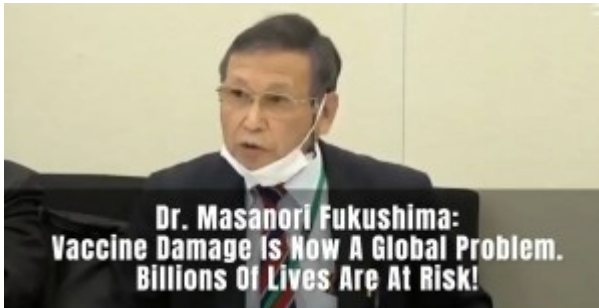 Dr. Masanori Fukushima:
Vaccine Damage Is Now A Global Problem.
Billions Of Lives Are At Risk!